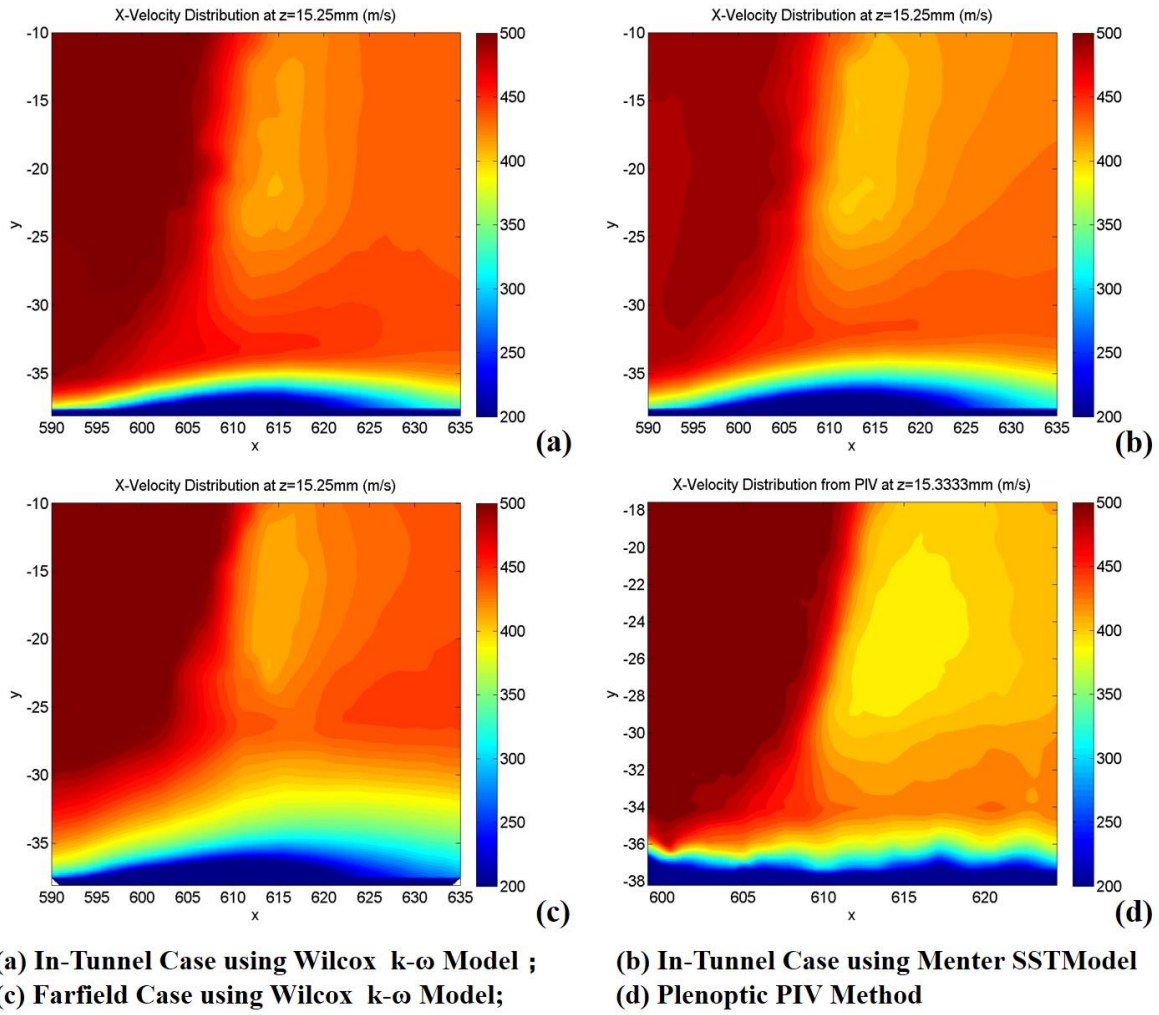 X-Velocity Distribution at z=15.25mm (m/s)
-10
-15
-20
-25
-30
-35
y
590 595 600 605 610 615 620 625 630 635
x
500
450
400
350
300
250
200
(a)
X-Velocity Distribution at z=15.25mm (m/s)
-10
-15
-20
-25
-30
-35
y
590 595 600 605 610 615 620 625 630 635
x
500
450
400
350
300
250
200
(b)
X-Velocity Distribution at z=15.25mm (m/s)
-10
-15
-20
-25
-30
-35
y
590 595 600 605 610 615 620 625 630 635
x
500
450
400
350
300
250
200
(c)
X-Velocity Distribution from PIV at z=15.3333mm (m/s)
-18
-20
-22
-24
-26
-28
-30
-32
-34
-36
-38
y
600 605 610 615 620
x
500
450
400
350
300
250
200
(d)
(a) In-Tunnel Case using Wilcox k-ω Model ;
(b) In-Tunnel Case using Menter SSTModel
(c) Farfield Case using Wilcox k-ω Model;
(d) Plenoptic PIV Method